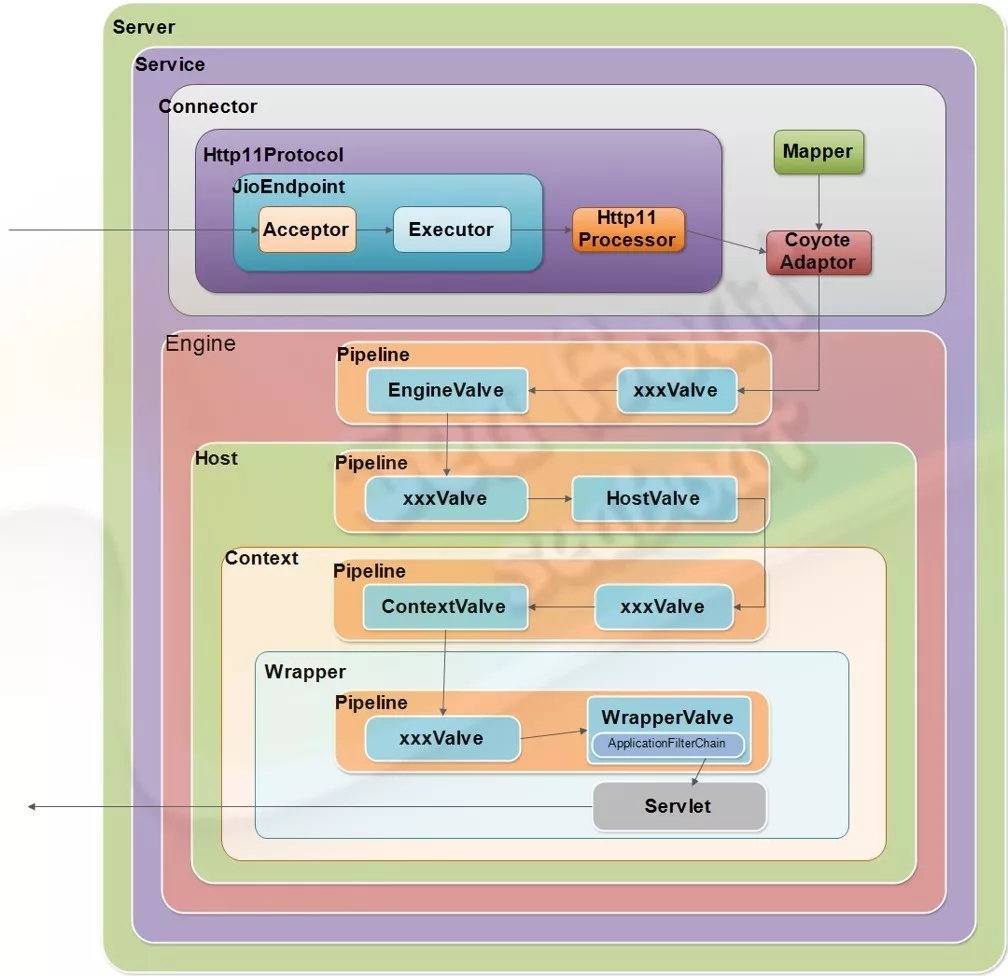 Server
Service
Connector
Http11Protocol
JioEndpoint
Acceptor
Executor
Http11
Processor
Mapper
Coyote
Adaptor
Engine
Pipeline
EngineValve
xxxValve
Host
Pipeline
xxxValve
HostValve
Context
Pipeline
ContextValve
xxxValve
Wrapper
Pipeline
xxxValve
WrapperValve
ApplicationFilterChain
Servlet